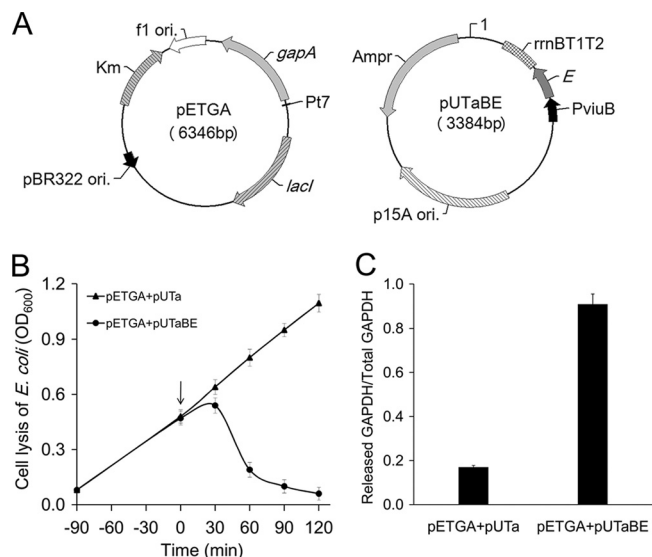 A
f1 ori.
gapA
Km
Pt7
pETGA
(6346bp)
pBR322 ori.
lacI
1
rrnBT1T2
Ampr
E
PviuB
pUTaBE
(3384bp)
p15A ori.
B
Cell lysis of E. coli (OD600)
1.2
0.9
0.6
0.3
0.0
pETGA+pUTa
pETGA+pUTaBE
-90 -60 -30 0 30 60 90 120
Time (min)
C
Released GAPDH/Total GAPDH
1.0
0.8
0.6
0.4
0.2
0.0
pETGA+pUTa pETGA+pUTaBE